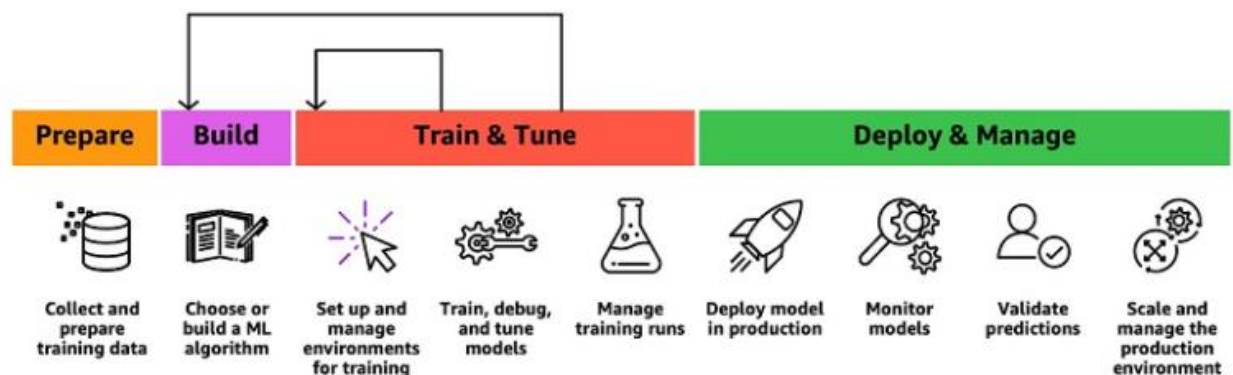 Prepare
Build
Train & Tune
Deploy & Manage
Collect and
prepare
training data
Choose or
build a ML
algorithm
Set up and
manage
environments
for training
Train, debug,
and tune
models
Manage
training runs
Deploy model
in production
Monitor
models
Validate
predictions
Scale and
manage the
production
environment